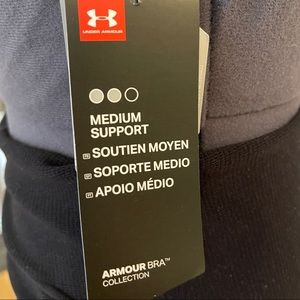 UNDER ARMOUR
MEDIUM
SUPPORT
SOUTIEN MOYEN
SOPORTE MEDIO
APOIO MÉDIO
ARMOUR BRA™
COLLECTION